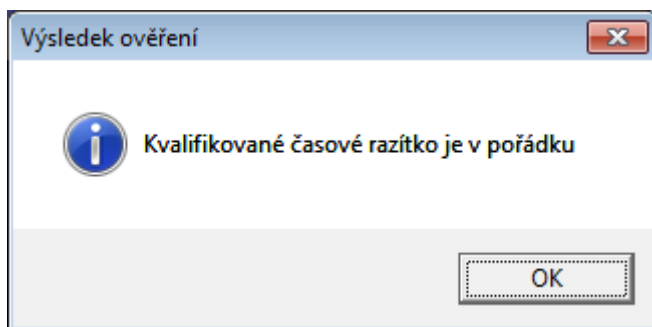 Výsledek ověření
Kvalifikované časové razítko je v pořádku
OK